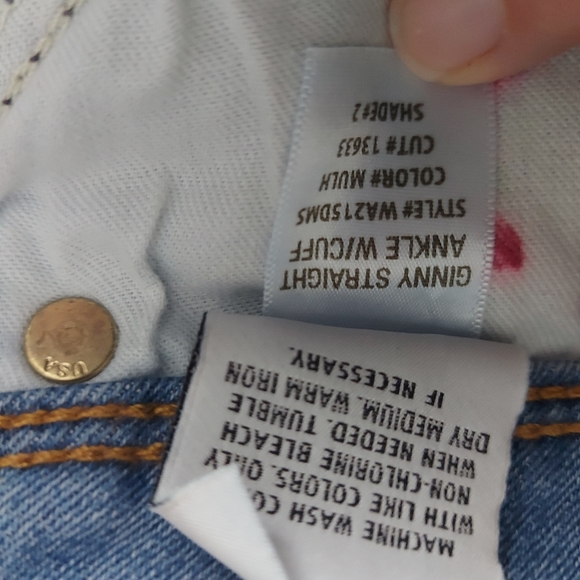 GINNY STRAIGHT
ANKLE W/CUFF
STYLE# WA215DMS
COLOR# MULH
CUT# 13633
SHADE#2
MACHINE WASH
WITH LIKE COLORS. ONLY
NON-CHLORINE BLEACH
WHEN NEEDED. TUMBLE
DRY MEDIUM. WARM IRON
IF NECESSARY.
USA